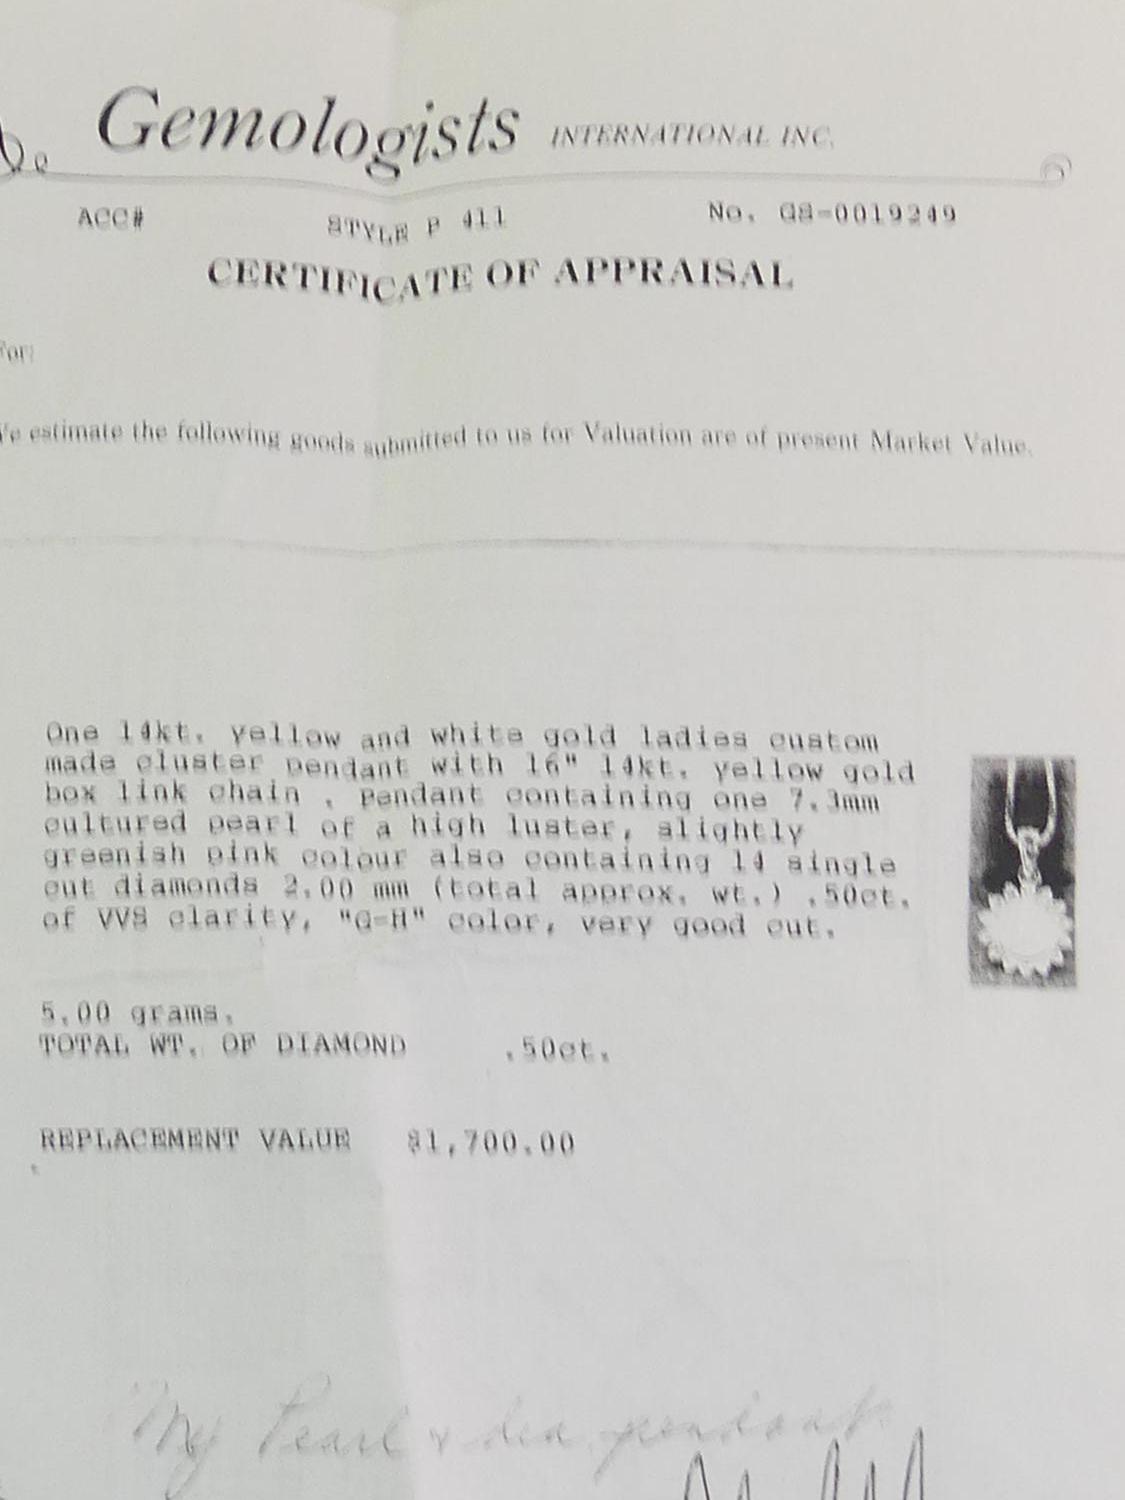 Gemologists INTERNATIONAL INC.
ACC# STYLE P 411 No. GS-0019249
CERTIFICATE OF APPRAISAL
For:
We estimate the following goods submitted to us for Valuation are of present Market Value.
One 14kt. yellow and white gold ladies custom
made cluster pendant with 16" 14kt. yellow gold
box link chain . Pendant containing one 7.3mm
cultured pearl of a high luster, slightly
greenish pink colour also containing 14 single
cut diamonds 2.00 mm (total approx. wt.) .50ct.
of VVS clarity, "G-H" color, very good cut.
5.00 grams.
TOTAL WT. OF DIAMOND .50ct.
REPLACEMENT VALUE $1,700.00
My Pearl & dia. pendant